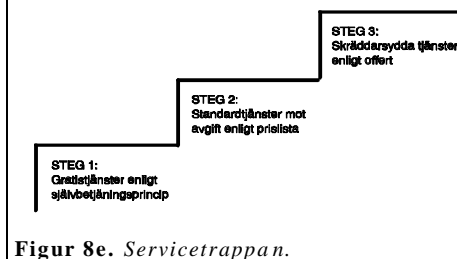 STEG 3:
Skräddarsydda tjänster
enligt offert
STEG 2:
Standardtjänster mot
avgift enligt prislista
STEG 1:
Gratistjänster enligt
självbetjäningsprincip
Figur 8e. Servicetrappan.